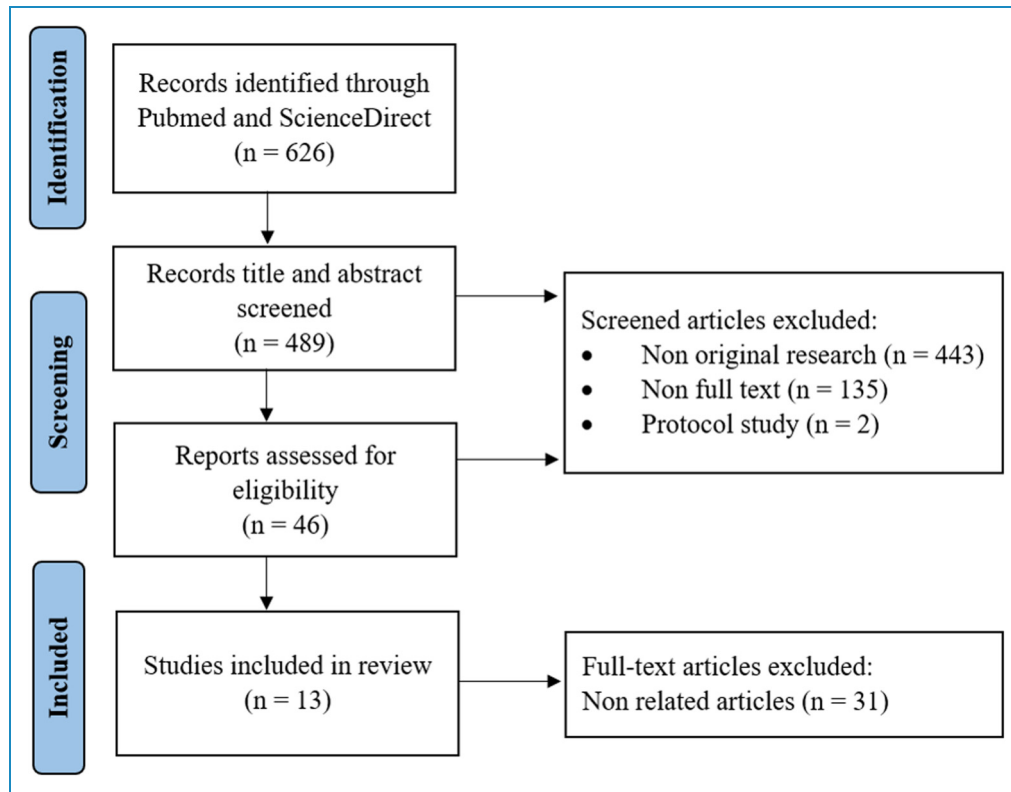 Identification
Records identified through
Pubmed and ScienceDirect
(n = 626)
Screening
Records title and abstract
screened
(n = 489)
Screened articles excluded:
• Non original research (n = 443)
• Non full text (n = 135)
• Protocol study (n = 2)
Reports assessed for
eligibility
(n = 46)
Included
Studies included in review
(n = 13)
Full-text articles excluded:
Non related articles (n = 31)